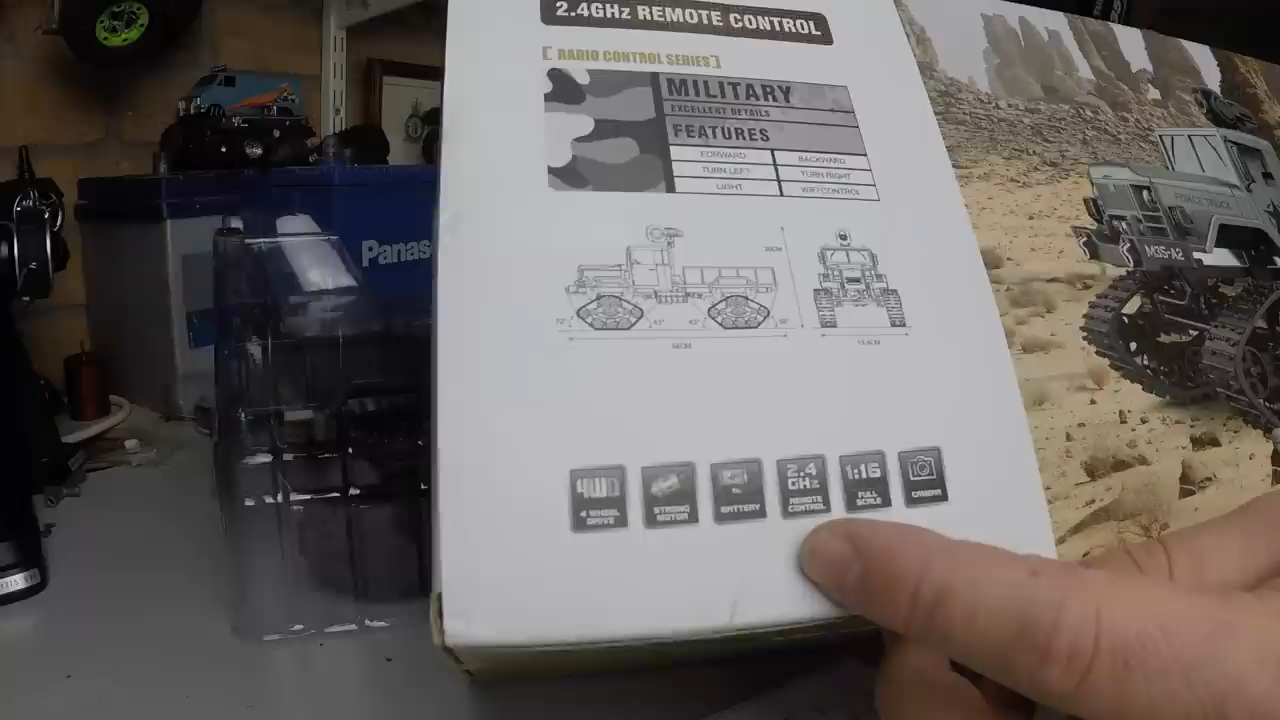 2.4GHz REMOTE CONTROL
[ RADIO CONTROL SERIES ]
MILITARY
EXCELLENT DETAILS
FEATURES
FORWARD BACKWARD
TURN LEFT TURN RIGHT
LIGHT WIFI CONTROL
Panas
FORCE TRUCK
M35-A2
4WD
4 WHEEL
DRIVE
STRONG
MOTOR
BATTERY
2.4
GHz
REMOTE
CONTROL
1:16
FULL
SCALE
CAMERA